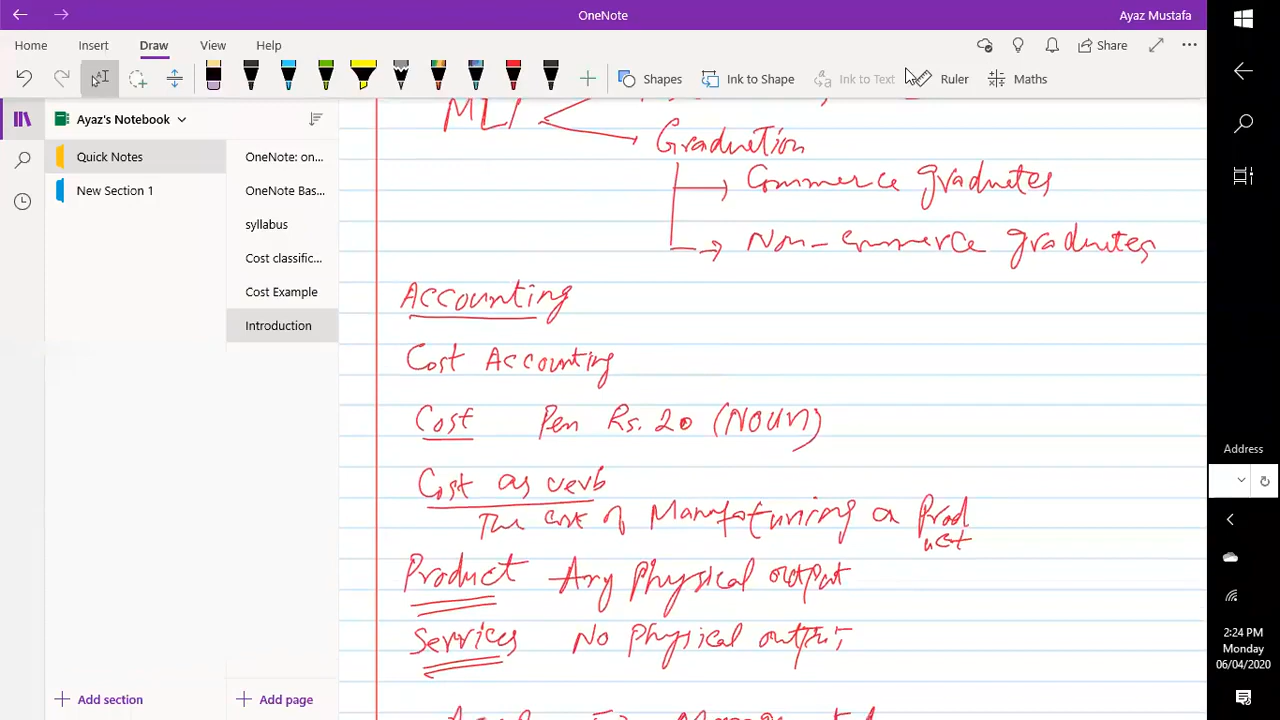 OneNote
Ayaz Mustafa
Home Insert Draw View Help
Share
Shapes Ink to Shape Ink to Text Ruler Maths
Ayaz's Notebook
Quick Notes
New Section 1
OneNote: on...
OneNote Bas...
syllabus
Cost classific...
Cost Example
Introduction
Add section
Add page
Graduation
Commerce graduates
Non-Commerce graduates
Accounting
Cost Accounting
Cost Pen Rs. 20 (NOUN)
Cost as verb
The cost of Manufacturing a Prod
uct
Product Any physical output
Services No physical output
Address
2:24 PM
Monday
06/04/2020